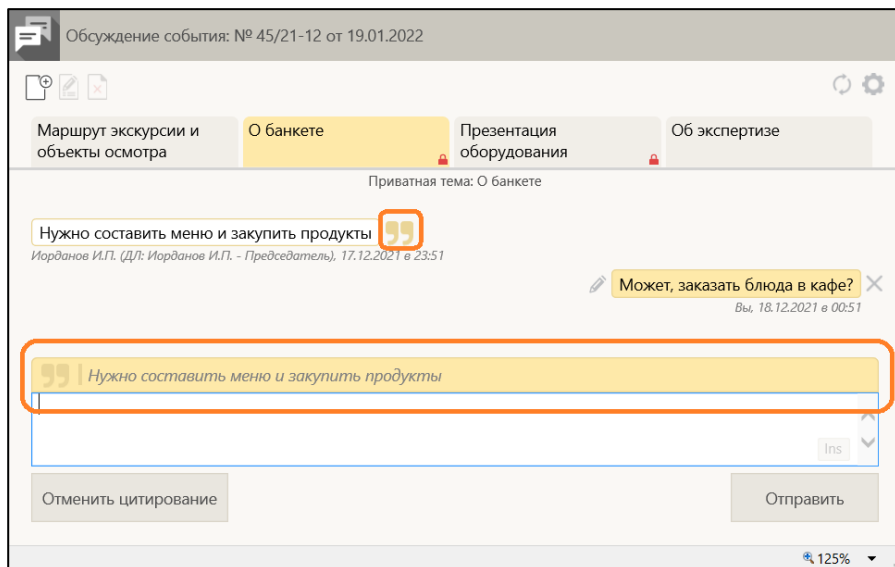 Обсуждение события: № 45/21-12 от 19.01.2022
Маршрут экскурсии и
объекты осмотра
О банкете
Презентация
оборудования
Об экспертизе
Приватная тема: О банкете
Нужно составить меню и закупить продукты
Иорданов И.П. (ДЛ: Иорданов И.П. - Председатель), 17.12.2021 в 23:51
Может, заказать блюда в кафе?
Вы, 18.12.2021 в 00:51
Нужно составить меню и закупить продукты
Ins
Отменить цитирование
Отправить
125%